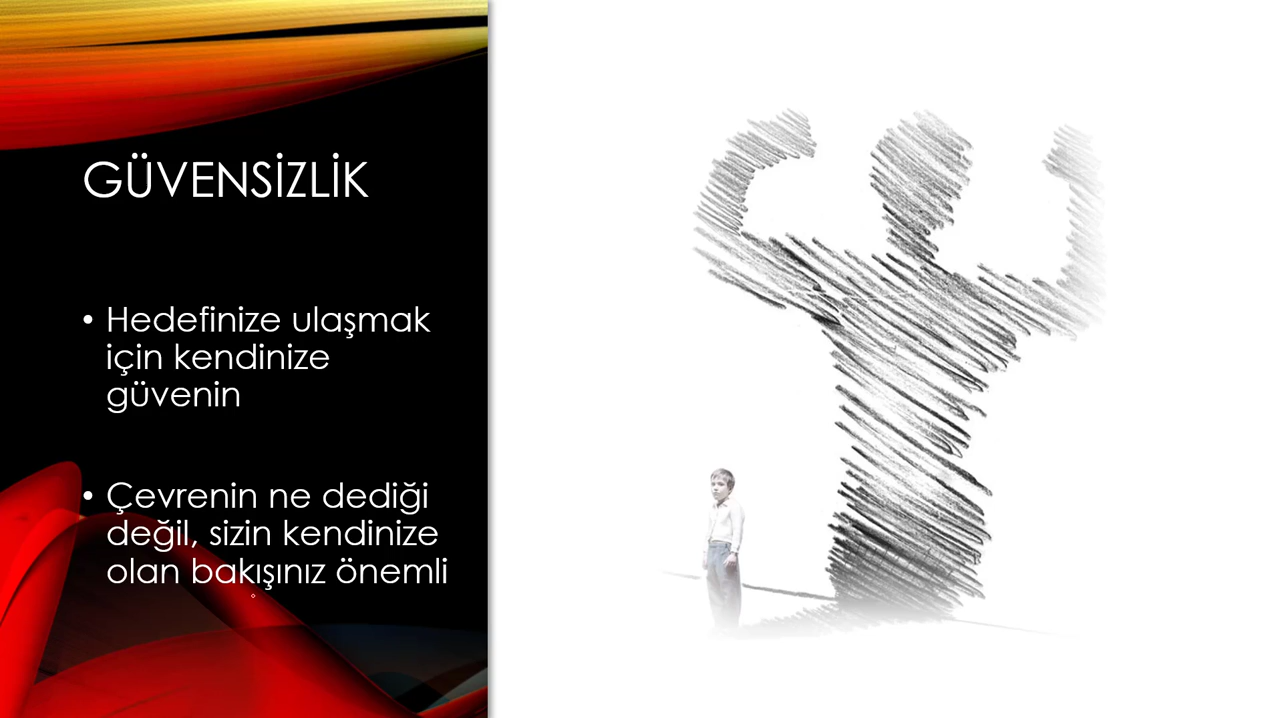 GÜVENSİZLİK
• Hedefinize ulaşmak
için kendinize
güvenin
• Çevrenin ne dediği
değil, sizin kendinize
olan bakışınız önemli